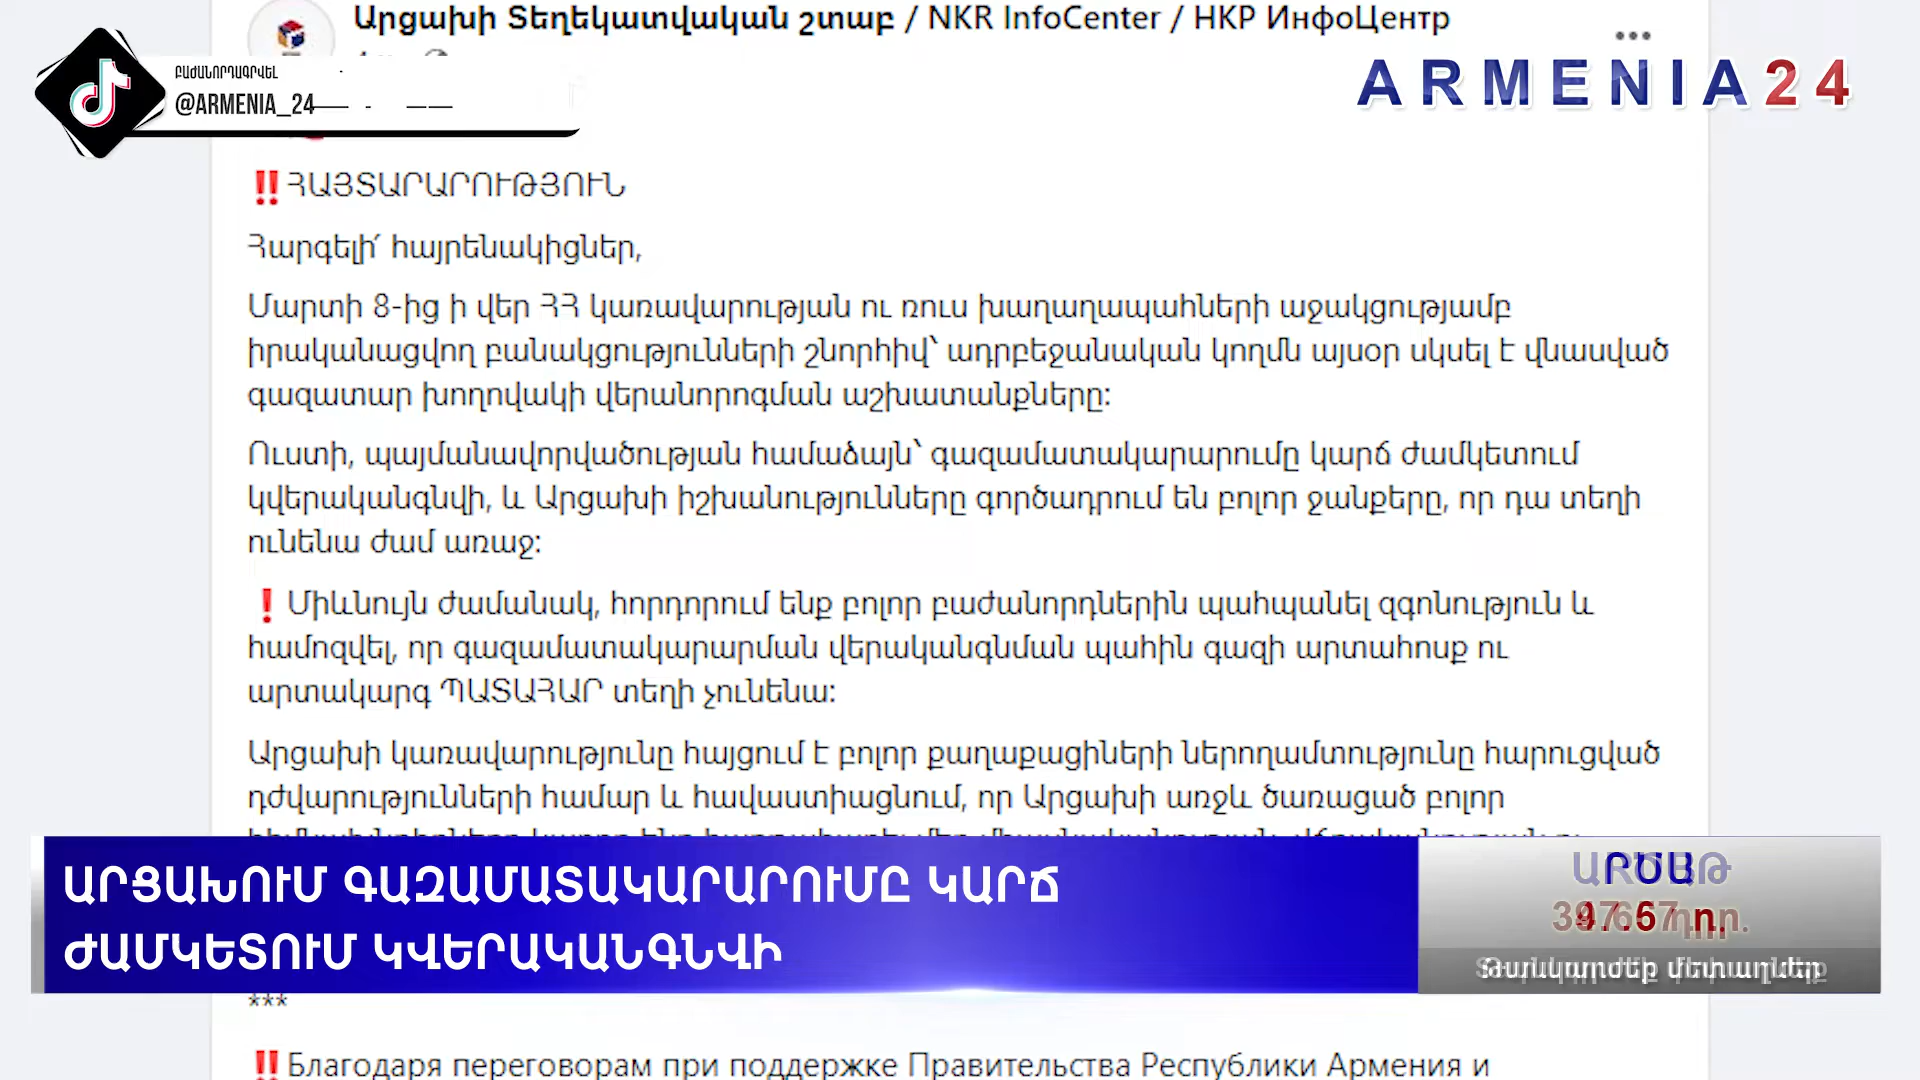 Արցախի Տեղեկատվական շտաբ / NKR InfoCenter / НКР ИнфоЦентр
ԲԱԺԱՆՈՐԴԱԳՐՎԵԼ
@ARMENIA_24
ARMENIA24
‼ՀԱՅՏԱՐԱՐՈՒԹՅՈՒՆ
Հարգելի՛ հայրենակիցներ,
Մարտի 8-ից ի վեր ՀՀ կառավարության ու ռուս խաղաղապահների աջակցությամբ
իրականացվող բանակցությունների շնորհիվ՝ ադրբեջանական կողմն այսօր սկսել է վնասված
գազատար խողովակի վերանորոգման աշխատանքները:
Ուստի, պայմանավորվածության համաձայն՝ գազամատակարարումը կարճ ժամկետում
կվերականգնվի, և Արցախի իշխանությունները գործադրում են բոլոր ջանքերը, որ դա տեղի
ունենա ժամ առաջ:
❗Միևնույն ժամանակ, հորդորում ենք բոլոր բաժանորդներին պահպանել զգոնություն և
համոզվել, որ գազամատակարարման վերականգնման պահին գազի արտահոսք ու
արտակարգ ՊԱՏԱՀԱՐ տեղի չունենա:
Արցախի կառավարությունը հայցում է բոլոր քաղաքացիների ներողամտությունը հարուցված
դժվարությունների համար և հավաստիացնում, որ Արցախի առջև ծառացած բոլոր
ԱՐՑԱԽՈՒՄ ԳԱԶԱՄԱՏԱԿԱՐԱՐՈՒՄԸ ԿԱՐՃ
ԺԱՄԿԵՏՈՒՄ ԿՎԵՐԱԿԱՆԳՆՎԻ
մետաղներ
***
‼Благодаря переговорам при поддержке Правительства Республики Армения и